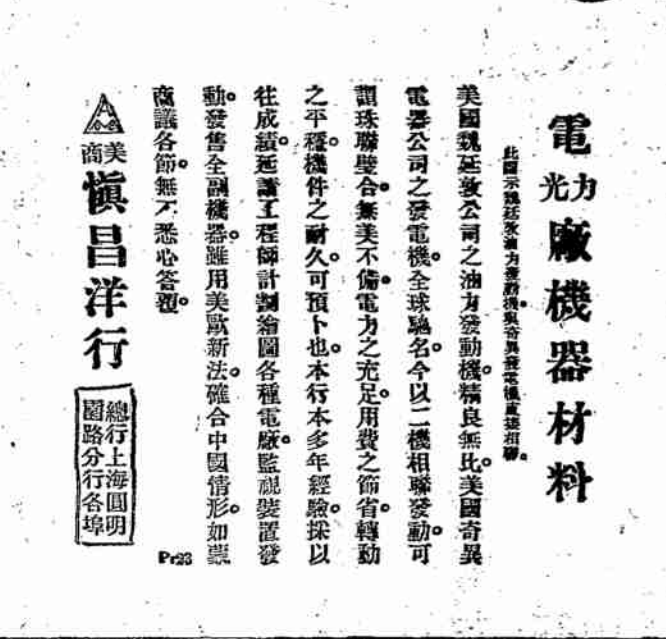 電力光廠機器材料
此圖示魏廷敦油力發動機與奇異發電機直接相聯。
美國魏廷敦公司之油力發動機。精良無比。美國奇異
電器公司之發電機。全球馳名。今以二機相聯發動。可
謂珠聯璧合。無美不備。電力之充足。用費之節省。轉動
之平穩。機件之耐久。可預卜也。本行本多年經驗。採以
往成績。延請工程師計劃繪圖各種電廠。監視裝置發
動。發售全副機器。雖用美歐新法。確合中國情形。如蒙
商議各節。無不悉心答覆。
美商
愼昌洋行
總行上海圓明
園路分行各埠
Pr23